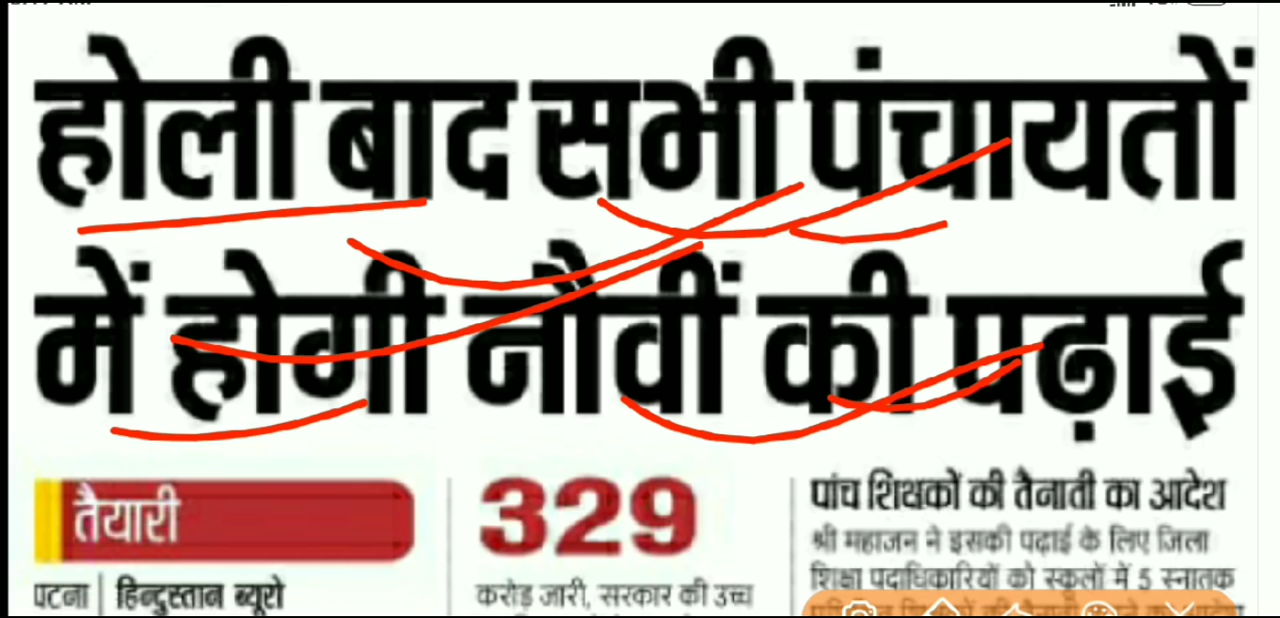 होली बाद सभी पंचायतों
में होगी नौवीं की पढ़ाई
तैयारी
पटना | हिन्दुस्तान ब्यूरो
329
करोड़ जारी, सरकार की उच्च
पांच शिक्षकों की तैनाती का आदेश
श्री महाजन ने इसकी पढ़ाई के लिए जिला
शिक्षा पदाधिकारियों को स्कूलों में 5 स्नातक